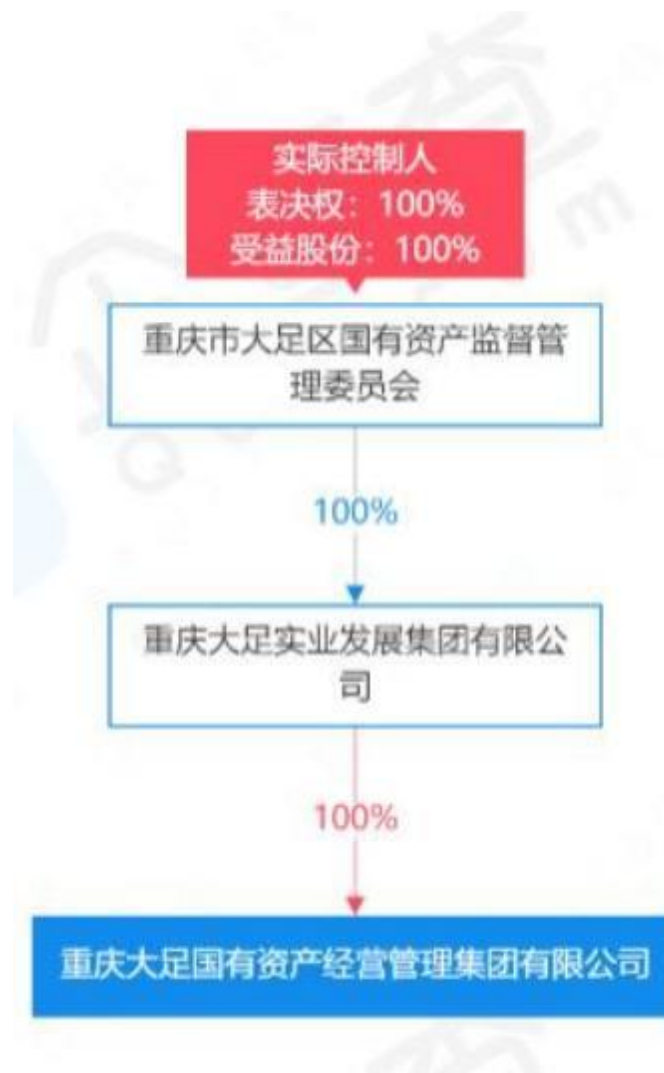 实际控制人
表决权：100%
受益股份：100%
重庆市大足区国有资产监督管
理委员会
100%
重庆大足实业发展集团有限公
司
100%
重庆大足国有资产经营管理集团有限公司